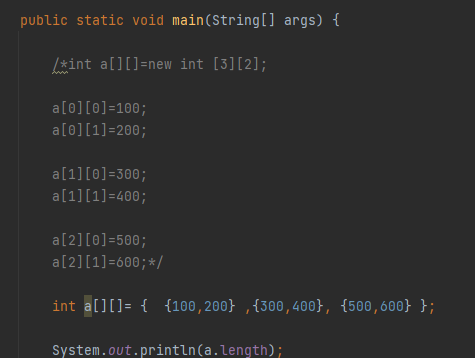 public static void main(String[] args) {
/*int a[][]=new int [3][2];
a[0][0]=100;
a[0][1]=200;
a[1][0]=300;
a[1][1]=400;
a[2][0]=500;
a[2][1]=600;*/
int a[][]= {  {100,200} ,{300,400}, {500,600} };
System.out.println(a.length);